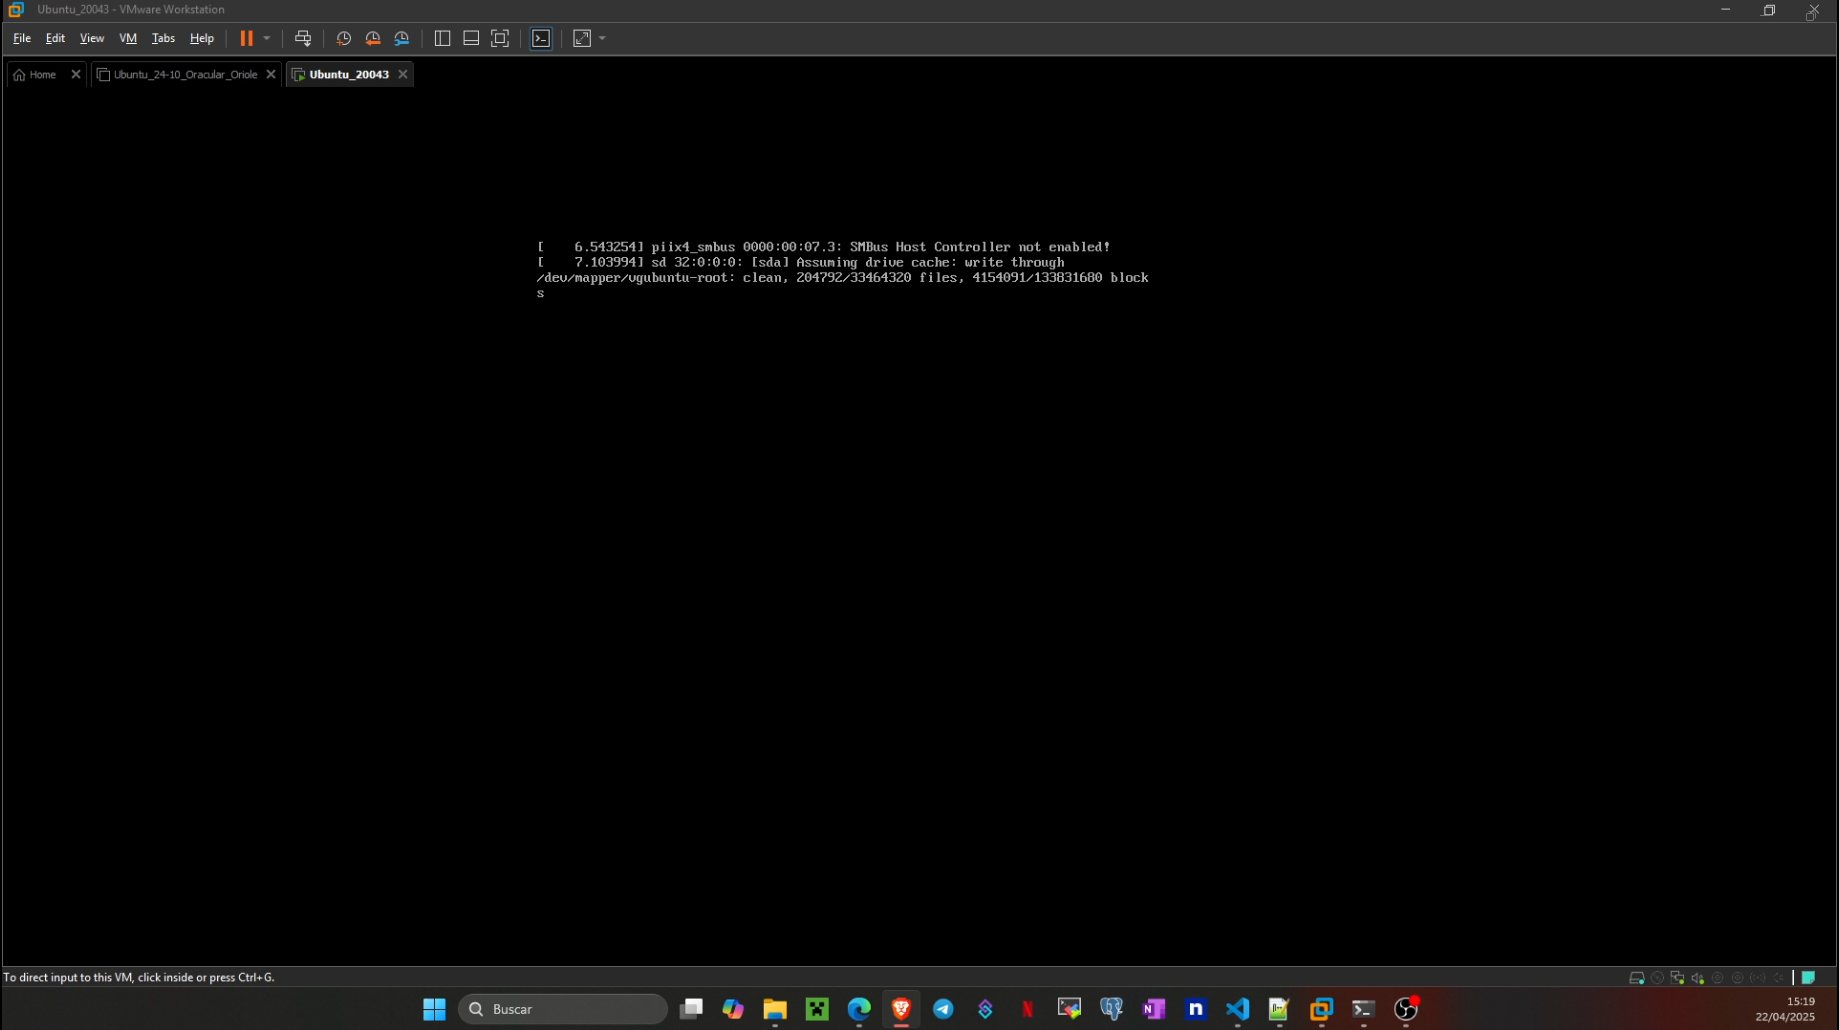 Ubuntu_20043 - VMware Workstation
File Edit View VM Tabs Help
Home Ubuntu_24-10_Oracular_Oriole Ubuntu_20043
[    6.543254] piix4_smbus 0000:00:07.3: SMBus Host Controller not enabled!
[    7.103994] sd 32:0:0:0: [sda] Assuming drive cache: write through
/dev/mapper/vgubuntu-root: clean, 204792/33464320 files, 4154091/133831680 block
s
To direct input to this VM, click inside or press Ctrl+G.
Buscar
15:19
22/04/2025